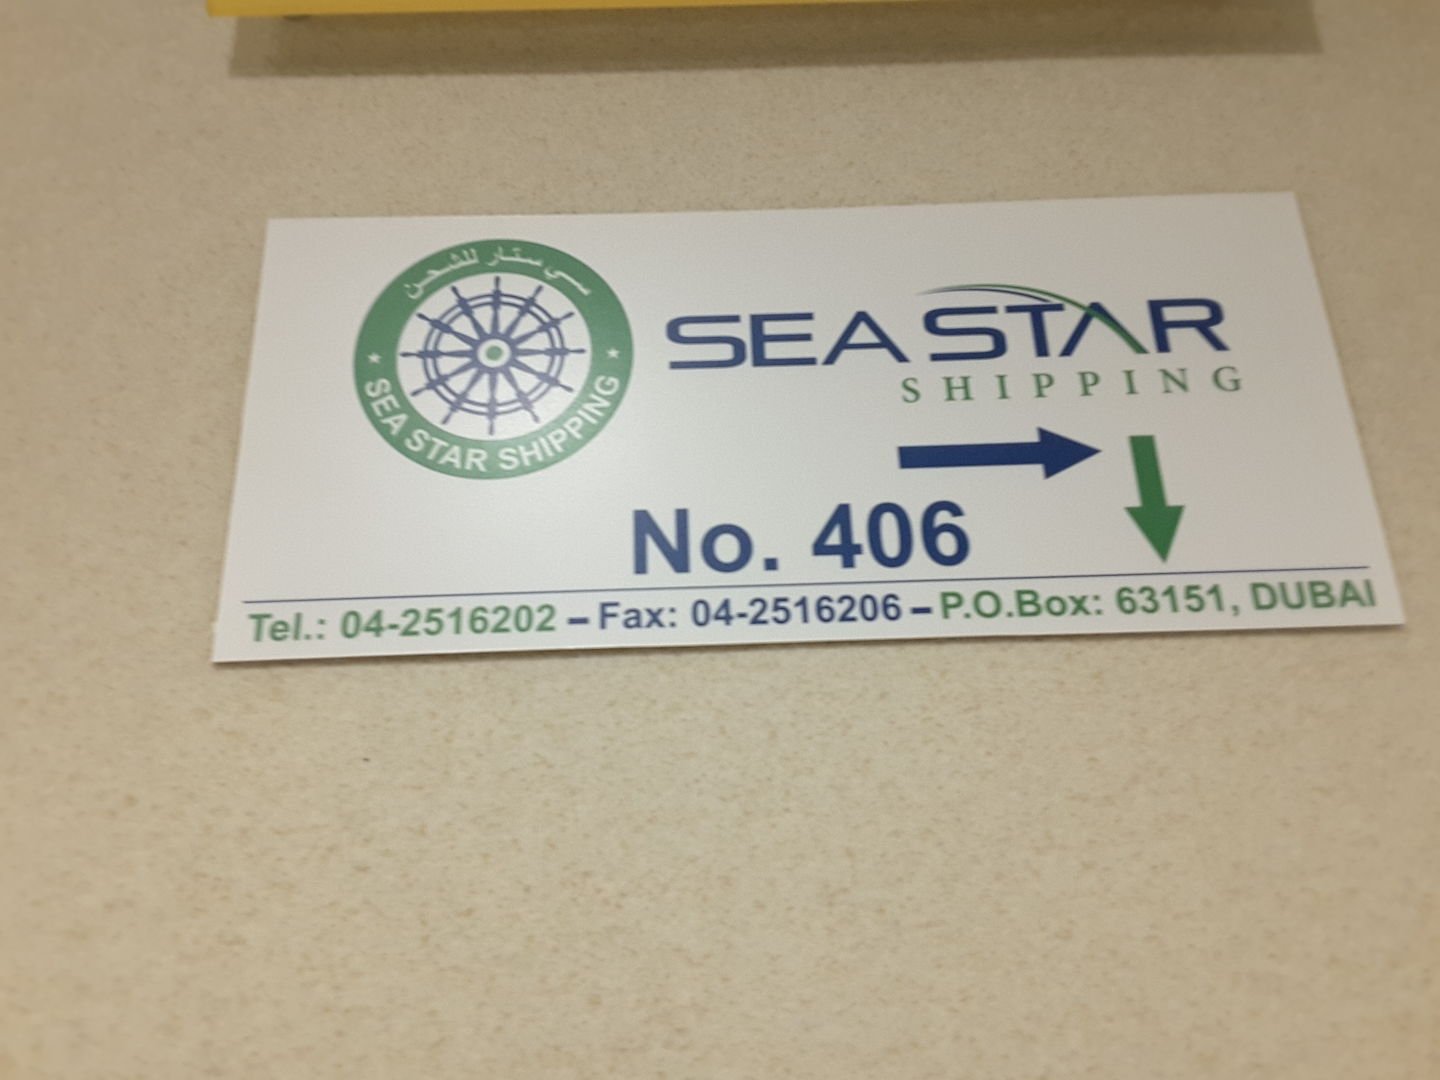 سي ستار للشحن
SEA STAR SHIPPING
SEA STAR
SHIPPING
No. 406
Tel.: 04-2516202 – Fax: 04-2516206 – P.O.Box: 63151, DUBAI